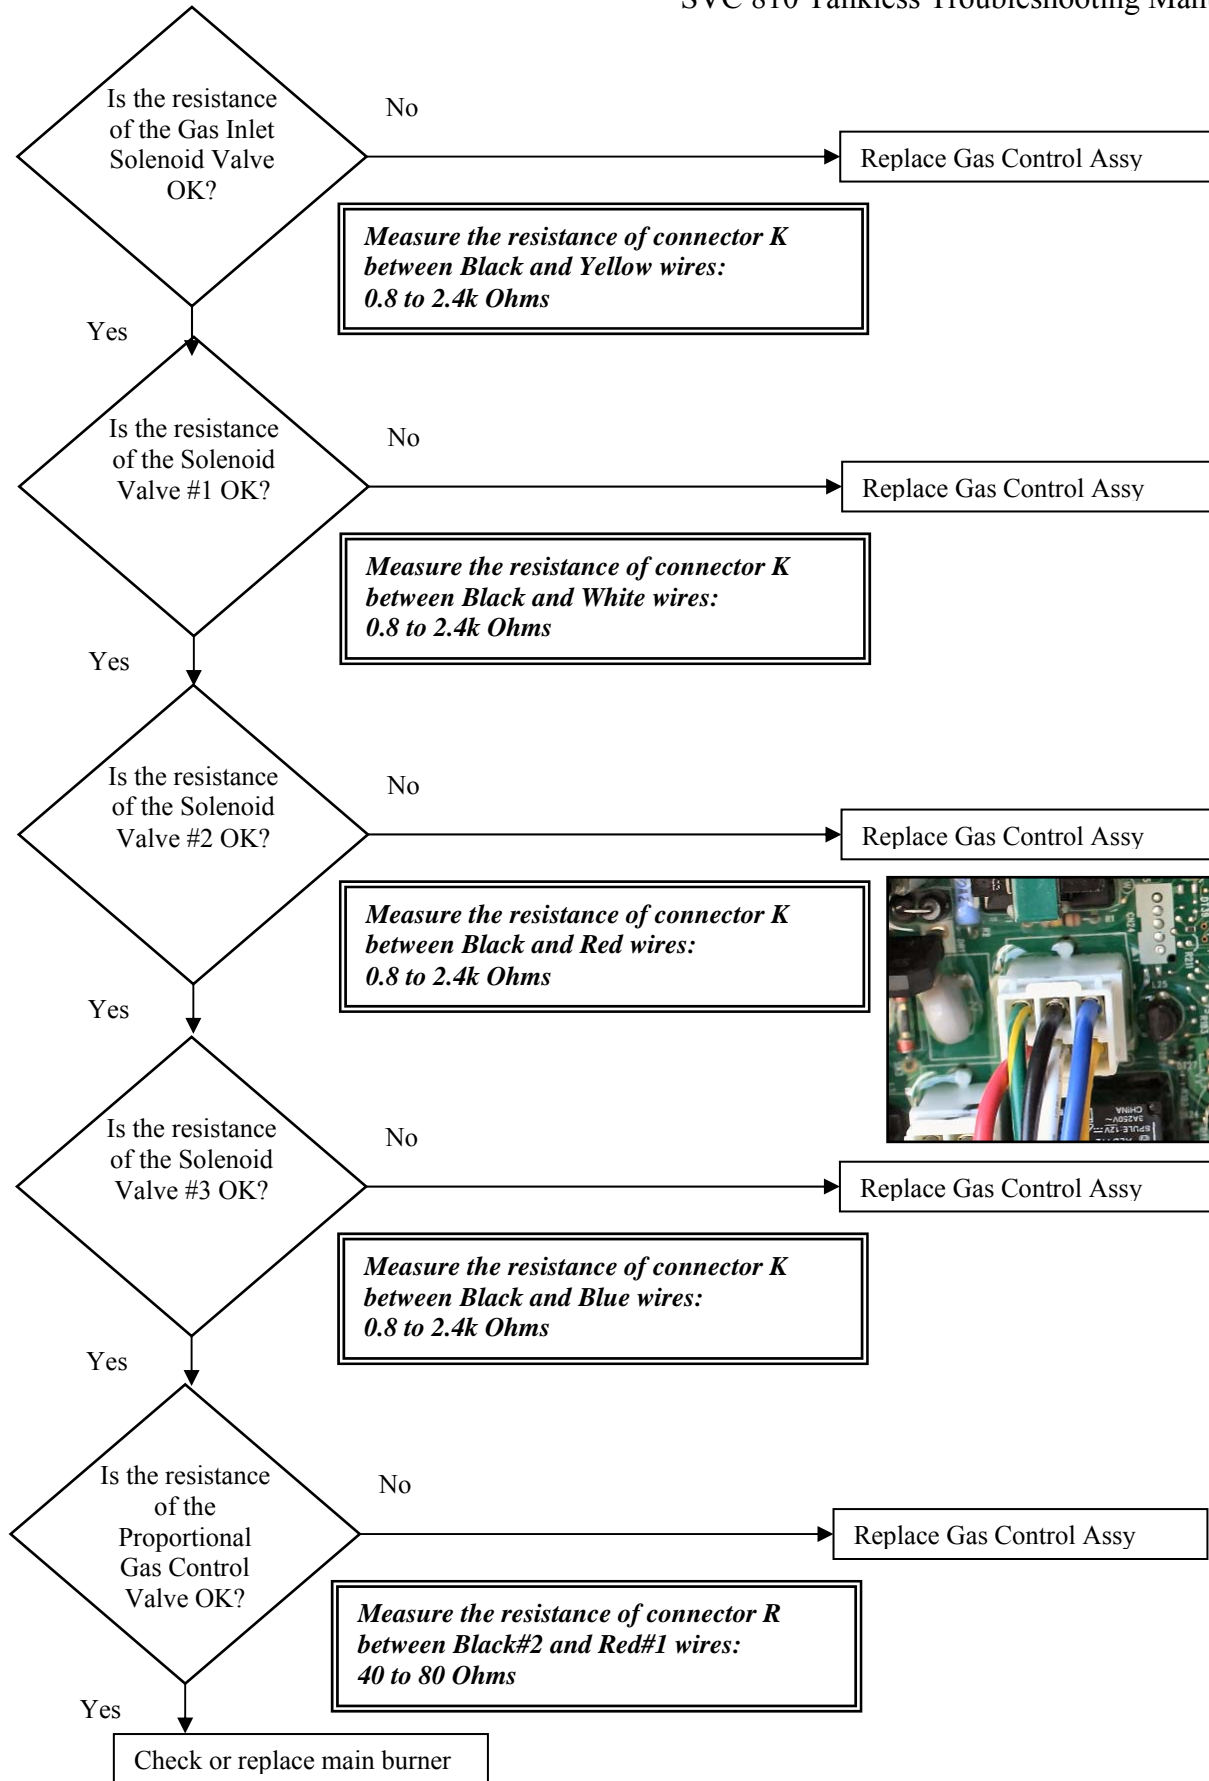 SVC 810 Tankless Troubleshooting
Is the resistance
of the Gas Inlet
Solenoid Valve
OK?
No
Replace Gas Control Assy
Measure the resistance of connector K
between Black and Yellow wires:
0.8 to 2.4k Ohms
Yes
Is the resistance
of the Solenoid
Valve #1 OK?
No
Replace Gas Control Assy
Measure the resistance of connector K
between Black and White wires:
0.8 to 2.4k Ohms
Yes
Is the resistance
of the Solenoid
Valve #2 OK?
No
Replace Gas Control Assy
Measure the resistance of connector K
between Black and Red wires:
0.8 to 2.4k Ohms
CN24
L25
CHINA
3A250V~
SPULE:12V
Yes
Is the resistance
of the Solenoid
Valve #3 OK?
No
Replace Gas Control Assy
Measure the resistance of connector K
between Black and Blue wires:
0.8 to 2.4k Ohms
Yes
Is the resistance
of the
Proportional
Gas Control
Valve OK?
No
Replace Gas Control Assy
Measure the resistance of connector R
between Black#2 and Red#1 wires:
40 to 80 Ohms
Yes
Check or replace main burner